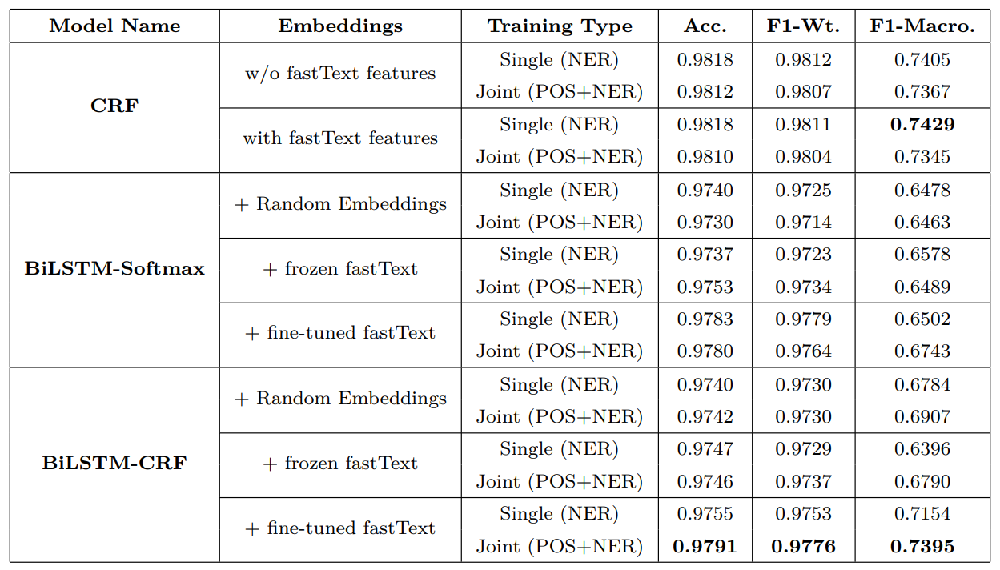 Model Name Embeddings Training Type Acc. F1-Wt. F1-Macro.
CRF
w/o fastText features
Single (NER) 0.9818 0.9812 0.7405
Joint (POS+NER) 0.9812 0.9807 0.7367
with fastText features
Single (NER) 0.9818 0.9811 0.7429
Joint (POS+NER) 0.9810 0.9804 0.7345
BiLSTM-Softmax
+ Random Embeddings
Single (NER) 0.9740 0.9725 0.6478
Joint (POS+NER) 0.9730 0.9714 0.6463
+ frozen fastText
Single (NER) 0.9737 0.9723 0.6578
Joint (POS+NER) 0.9753 0.9734 0.6489
+ fine-tuned fastText
Single (NER) 0.9783 0.9779 0.6502
Joint (POS+NER) 0.9780 0.9764 0.6743
BiLSTM-CRF
+ Random Embeddings
Single (NER) 0.9740 0.9730 0.6784
Joint (POS+NER) 0.9742 0.9730 0.6907
+ frozen fastText
Single (NER) 0.9747 0.9729 0.6396
Joint (POS+NER) 0.9746 0.9737 0.6790
+ fine-tuned fastText
Single (NER) 0.9755 0.9753 0.7154
Joint (POS+NER) 0.9791 0.9776 0.7395